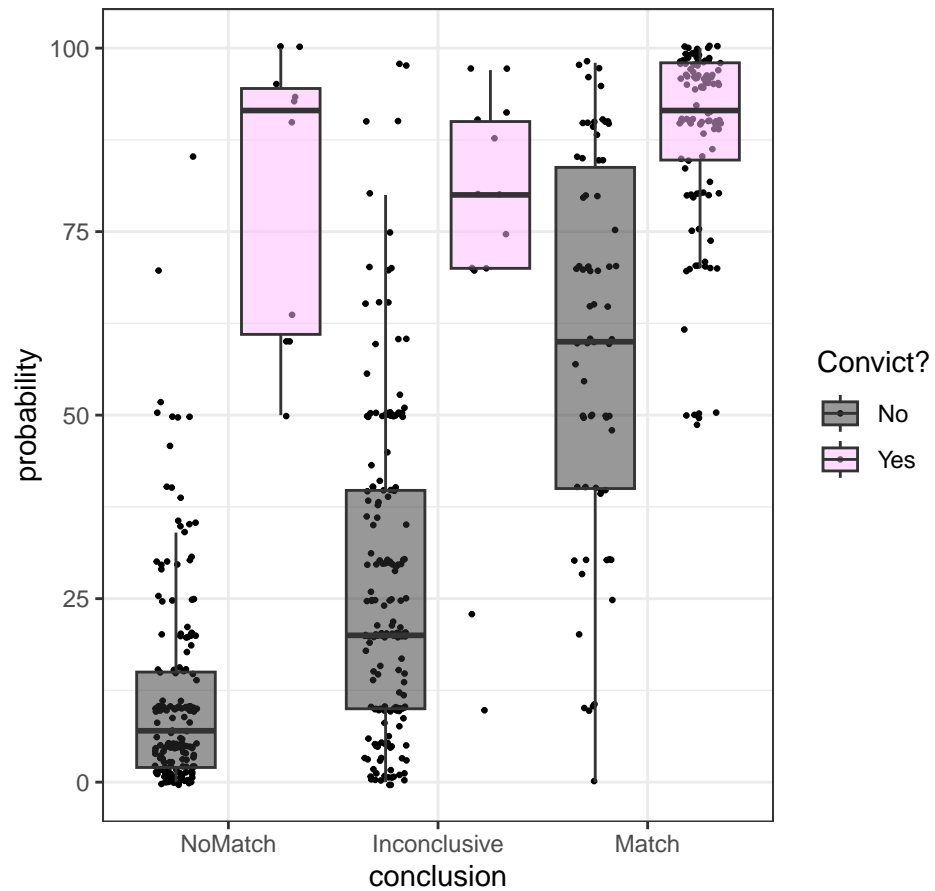 100
75
50
25
0
probability
NoMatch
Inconclusive
Match
conclusion
Convict?
No
Yes